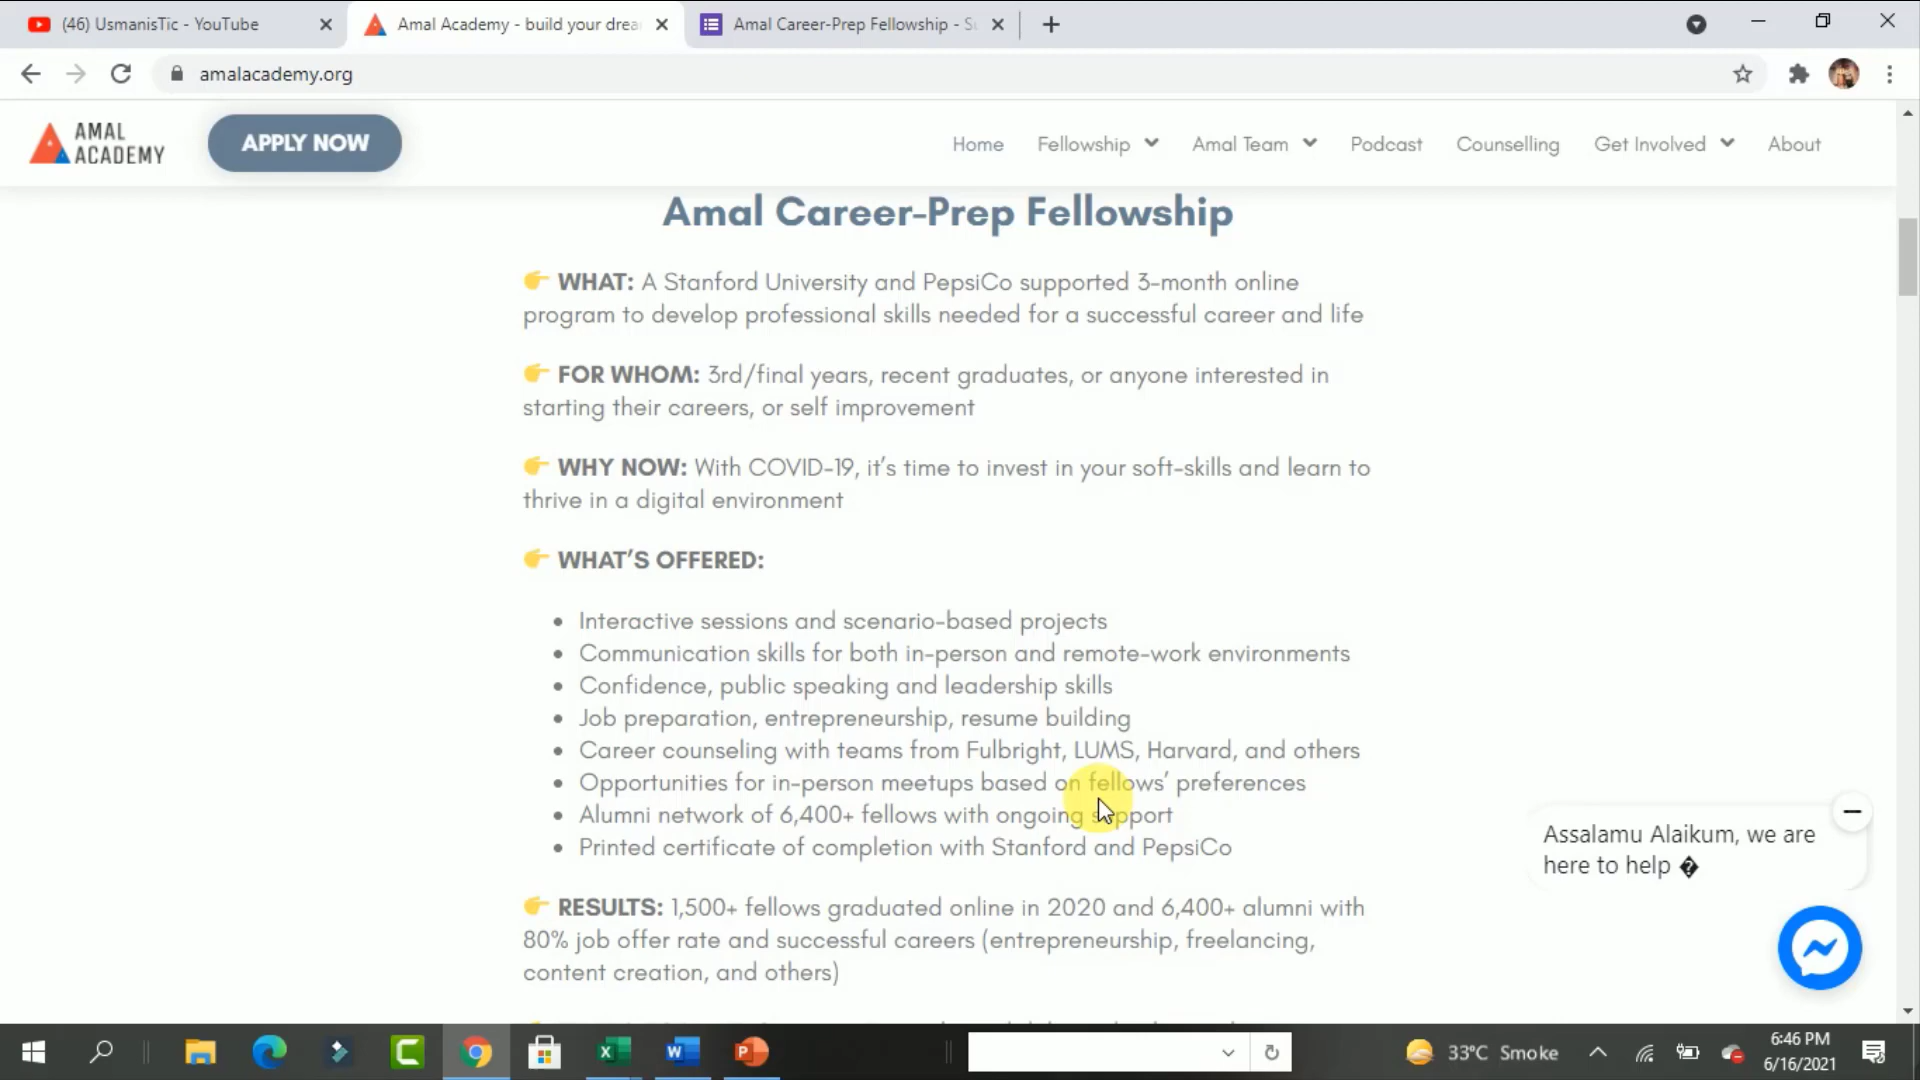 (46) UsmanisTic - YouTube
Amal Academy - build your drea
Amal Career-Prep Fellowship - S
amalacademy.org
AMAL
ACADEMY
APPLY NOW
Home
Fellowship
Amal Team
Podcast
Counselling
Get Involved
About
Amal Career-Prep Fellowship
👉 WHAT: A Stanford University and PepsiCo supported 3-month online
program to develop professional skills needed for a successful career and life
👉 FOR WHOM: 3rd/final years, recent graduates, or anyone interested in
starting their careers, or self improvement
👉 WHY NOW: With COVID-19, it's time to invest in your soft-skills and learn to
thrive in a digital environment
👉 WHAT'S OFFERED:
• Interactive sessions and scenario-based projects
• Communication skills for both in-person and remote-work environments
• Confidence, public speaking and leadership skills
• Job preparation, entrepreneurship, resume building
• Career counseling with teams from Fulbright, LUMS, Harvard, and others
• Opportunities for in-person meetups based on fellows' preferences
• Alumni network of 6,400+ fellows with ongoing support
• Printed certificate of completion with Stanford and PepsiCo
👉 RESULTS: 1,500+ fellows graduated online in 2020 and 6,400+ alumni with
80% job offer rate and successful careers (entrepreneurship, freelancing,
content creation, and others)
Assalamu Alaikum, we are
here to help �
33°C Smoke
6:46 PM
6/16/2021